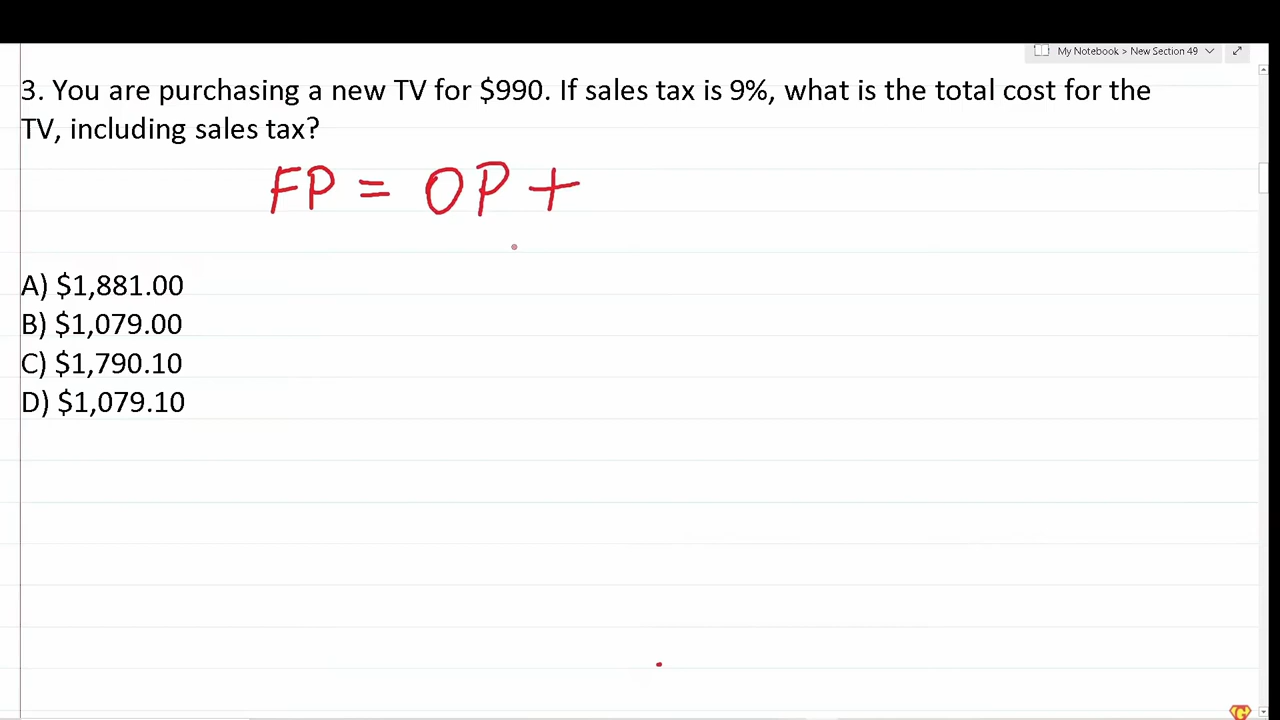 My Notebook > New Section 49
3. You are purchasing a new TV for $990. If sales tax is 9%, what is the total cost for the
TV, including sales tax?
FP = OP +
A) $1,881.00
B) $1,079.00
C) $1,790.10
D) $1,079.10